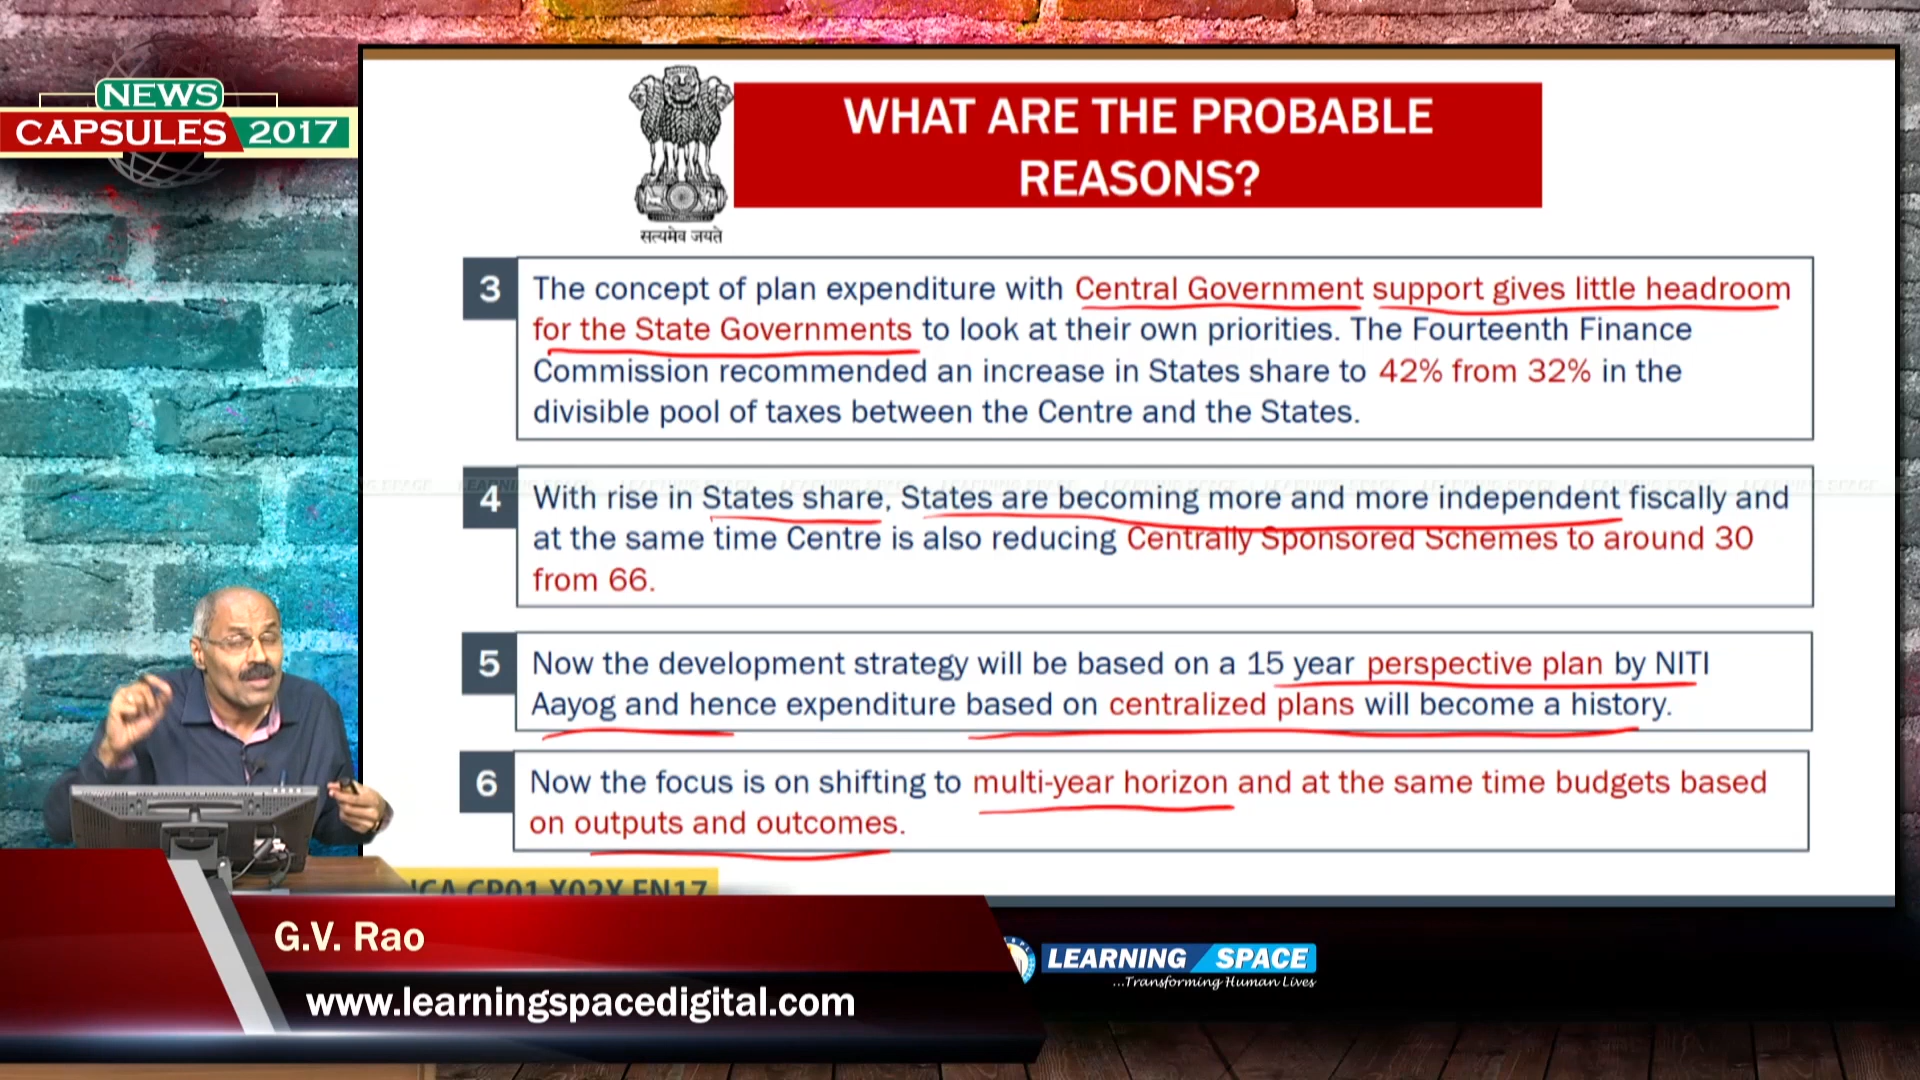 NEWS
CAPSULES 2017
WHAT ARE THE PROBABLE
REASONS?
सत्यमेव जयते
3
The concept of plan expenditure with Central Government support gives little headroom
for the State Governments to look at their own priorities. The Fourteenth Finance
Commission recommended an increase in States share to 42% from 32% in the
divisible pool of taxes between the Centre and the States.
4
With rise in States share, States are becoming more and more independent fiscally and
at the same time Centre is also reducing Centrally Sponsored Schemes to around 30
from 66.
5
Now the development strategy will be based on a 15 year perspective plan by NITI
Aayog and hence expenditure based on centralized plans will become a history.
6
Now the focus is on shifting to multi-year horizon and at the same time budgets based
on outputs and outcomes.
G.V. Rao
www.learningspacedigital.com
LEARNING SPACE
...Transforming Human Lives